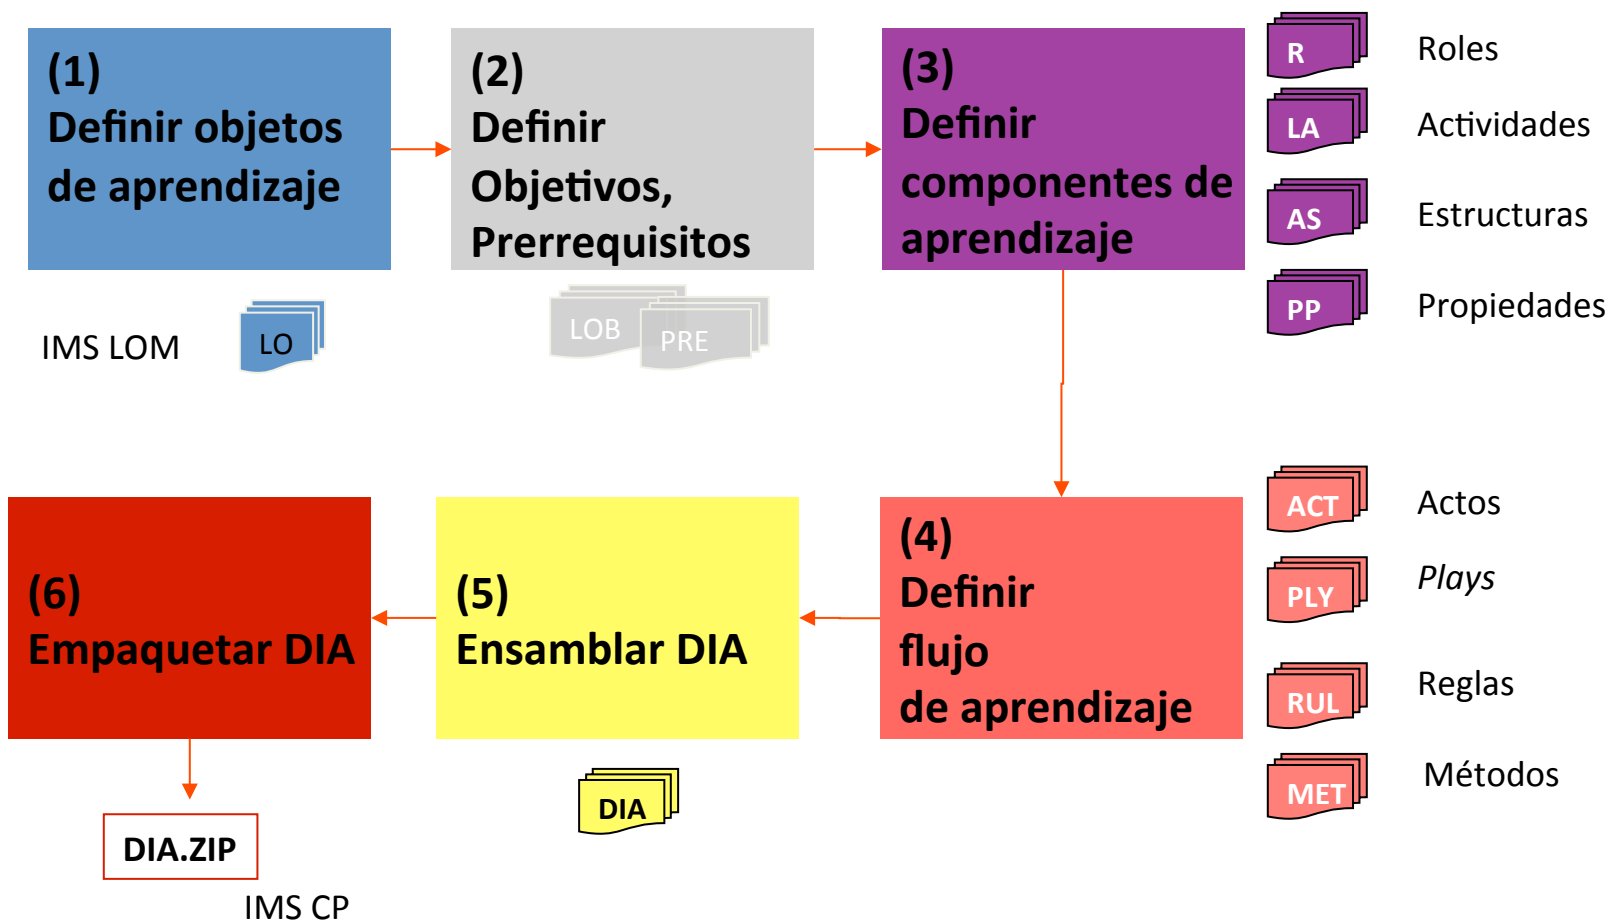 (1)
Definir objetos
de aprendizaje
(2)
Definir
Objetivos,
Prerrequisitos
(3)
Definir
componentes de
aprendizaje
R
Roles
LA
Actividades
AS
Estructuras
PP
Propiedades
IMS LOM
LO
LOB
PRE
(6)
Empaquetar DIA
(5)
Ensamblar DIA
(4)
Definir
flujo
de aprendizaje
ACT
Actos
PLY
Plays
RUL
Reglas
MET
Métodos
DIA
DIA.ZIP
IMS CP